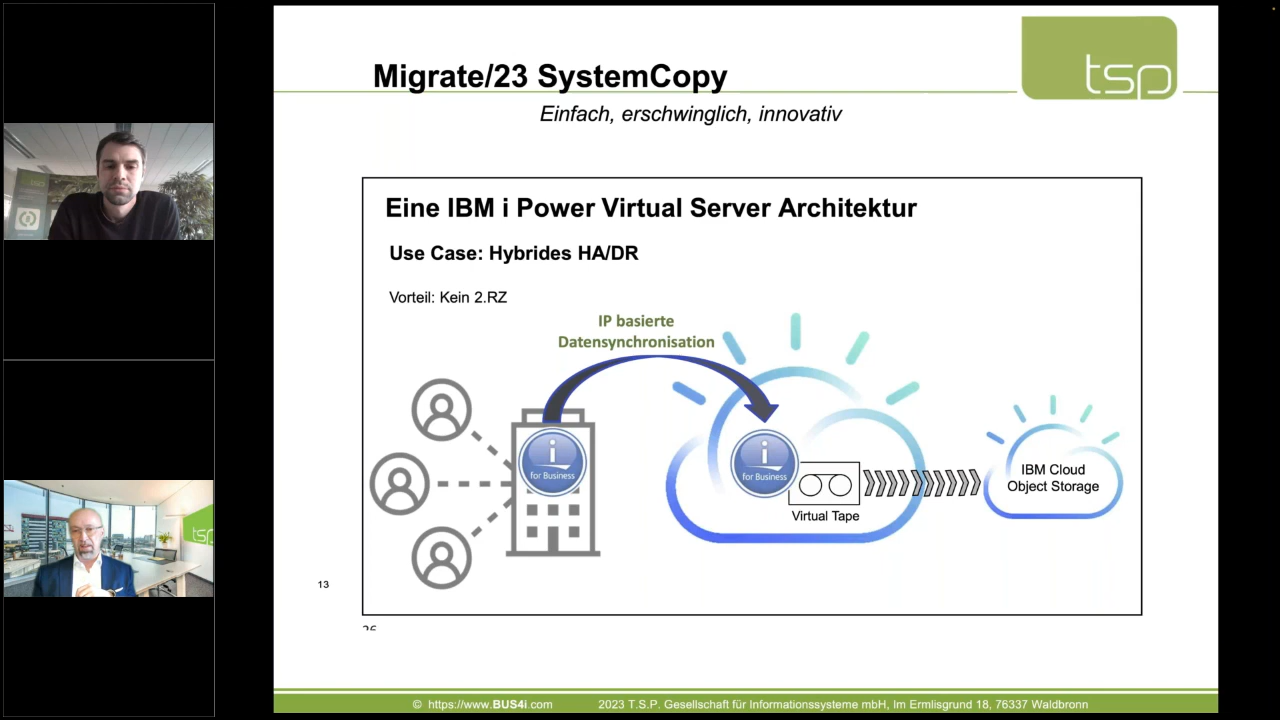 Migrate/23 SystemCopy
tsp
Einfach, erschwinglich, innovativ
Eine IBM i Power Virtual Server Architektur
Use Case: Hybrides HA/DR
Vorteil: Kein 2.RZ
IP basierte
Datensynchronisation
i
for Business
i
for Business
Virtual Tape
IBM Cloud
Object Storage
13
26
© https://www.BUS4i.com 2023 T.S.P. Gesellschaft für Informationssysteme mbH, Im Ermlisgrund 18, 76337 Waldbronn
tsp